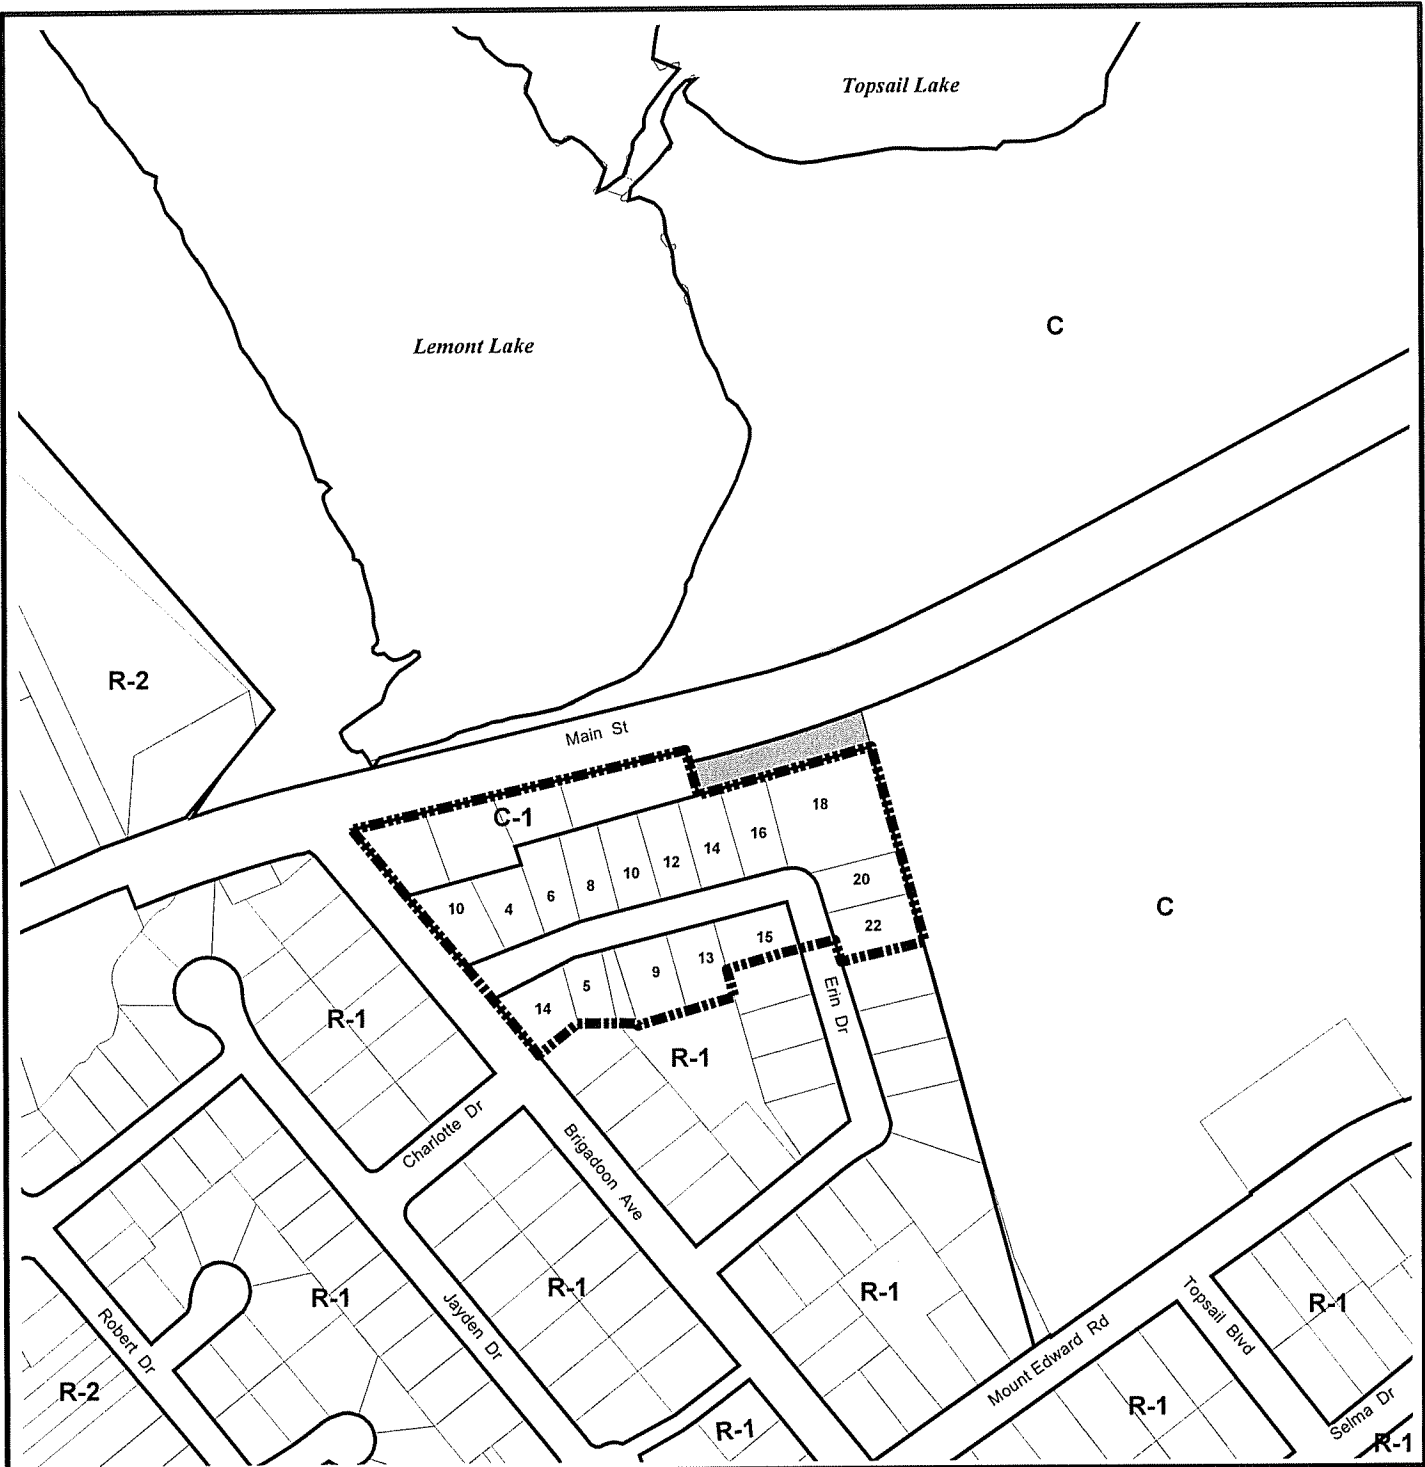 Topsail Lake
C
Lemont Lake
R-2
Main St
C-1
18
16
14
12
10
8
6
4
10
20
22
C
15
13
9
5
14
Erin Dr
R-1
R-1
Charlotte Dr
Brigadoon Ave
R-1
R-1
R-1
Jayden Dr
Robert Dr
R-2
Topsail Blvd
R-1
Mount Edward Rd
R-1
R-1
Selma Dr
R-1